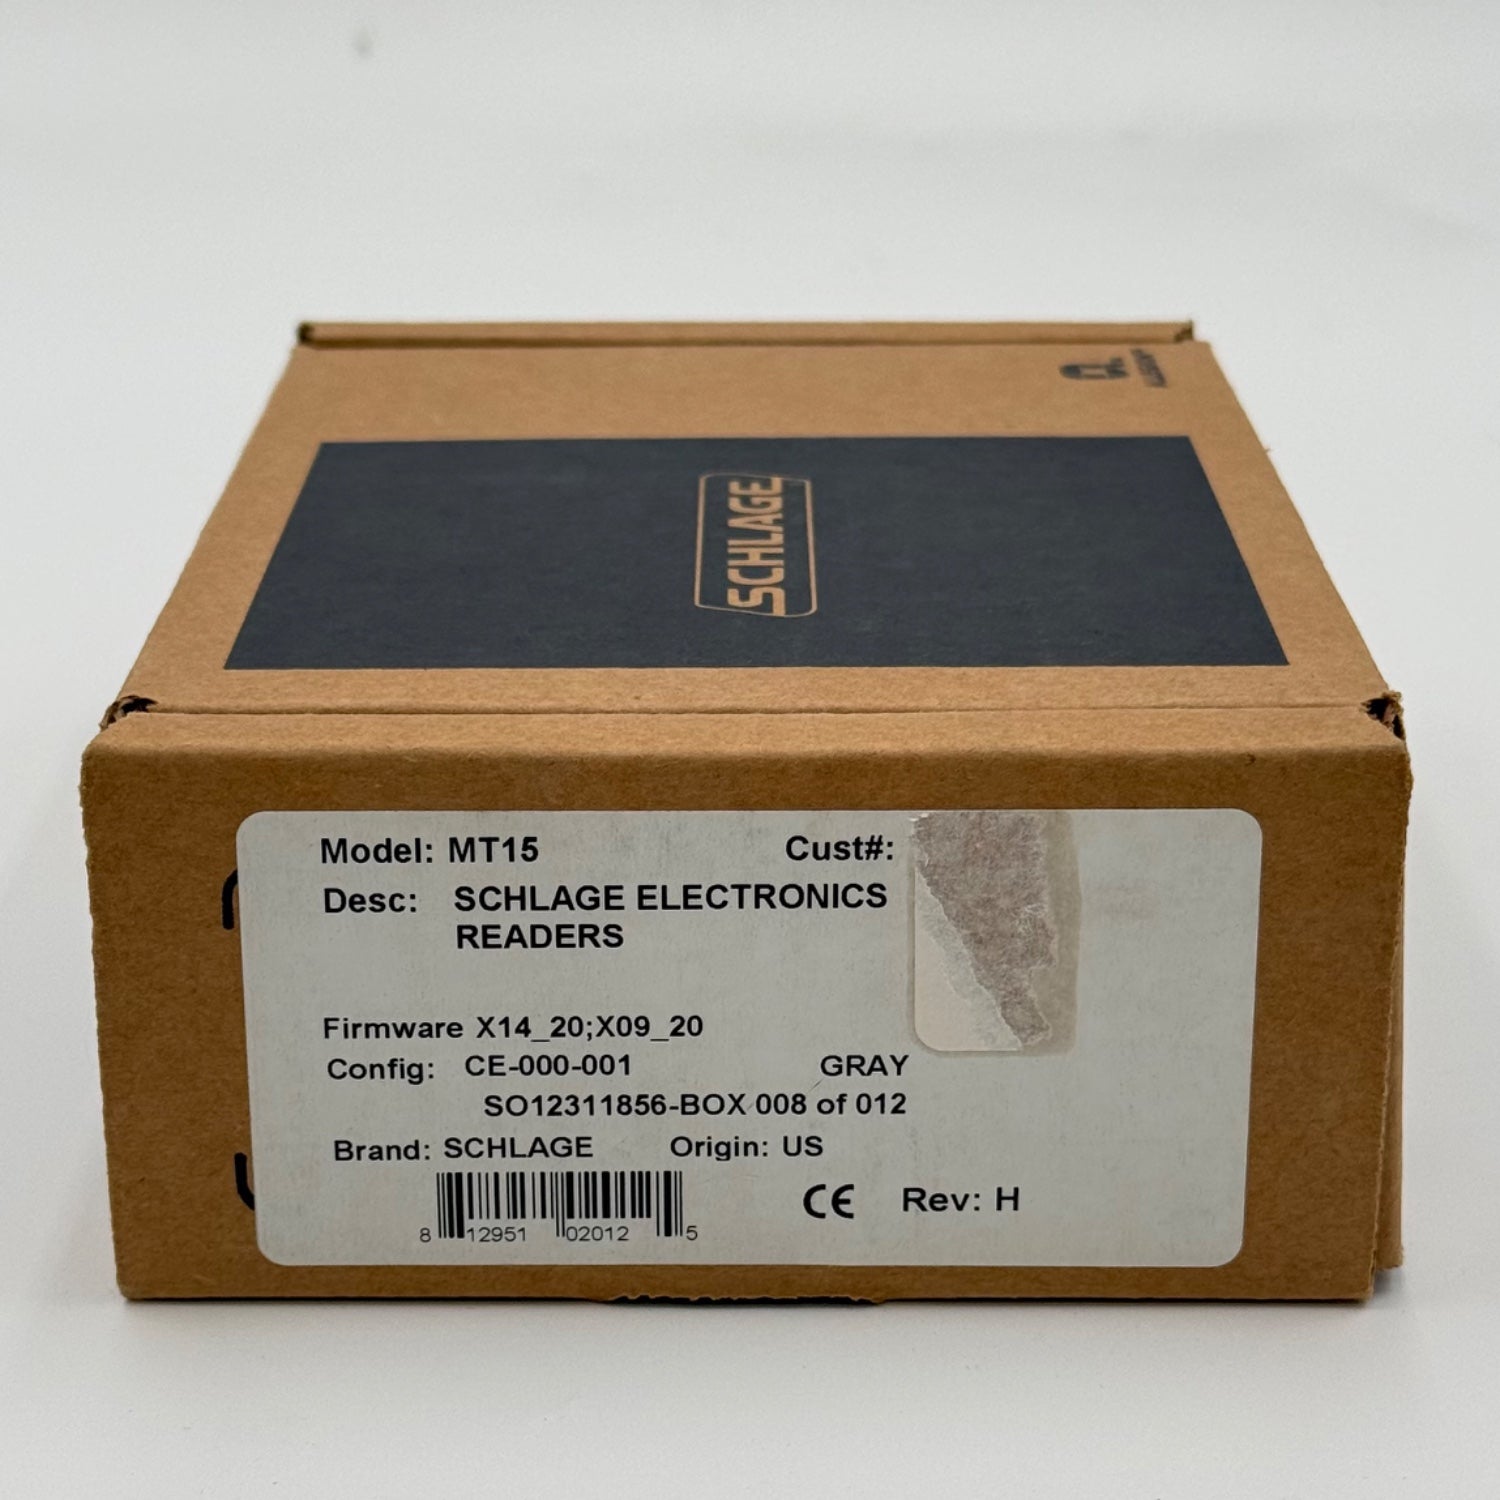 ALLEGION
SCHLAGE
Model: MT15 Cust#:
Desc: SCHLAGE ELECTRONICS
READERS
Firmware X14_20;X09_20
Config: CE-000-001 GRAY
SO12311856-BOX 008 of 012
Brand: SCHLAGE Origin: US
8 12951 02012 5
CE Rev: H